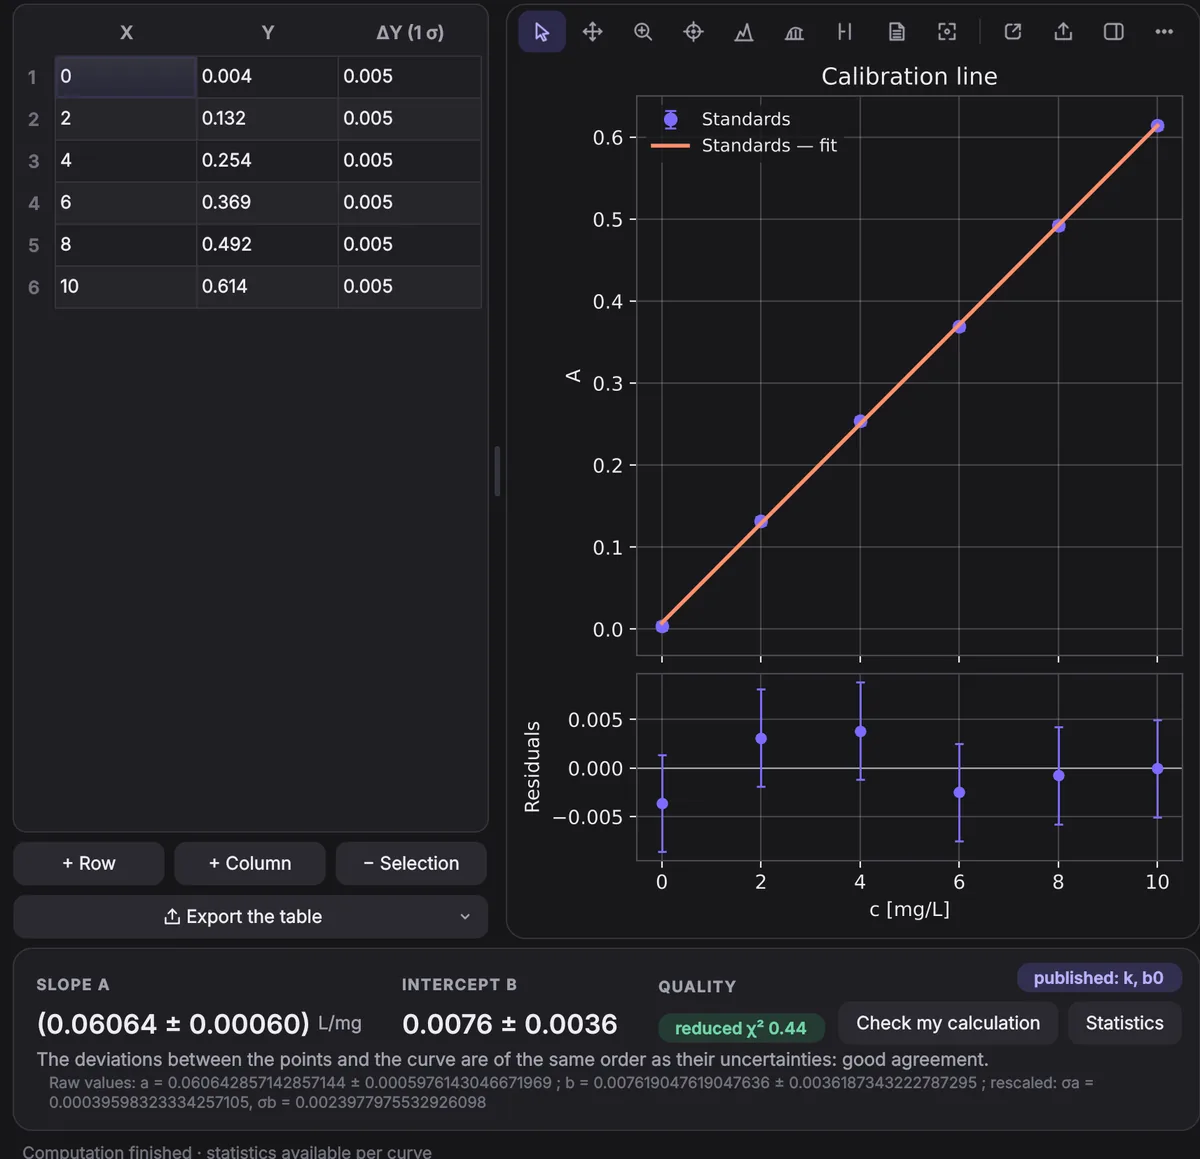 X Y ΔY (1 σ)
1 0 0.004 0.005
2 2 0.132 0.005
3 4 0.254 0.005
4 6 0.369 0.005
5 8 0.492 0.005
6 10 0.614 0.005
+ Row + Column − Selection
Export the table
Calibration line
Standards
Standards — fit
0.6
0.5
0.4
0.3
0.2
0.1
0.0
A
0.005
0.000
−0.005
Residuals
0 2 4 6 8 10
c [mg/L]
SLOPE A
(0.06064 ± 0.00060) L/mg
INTERCEPT B
0.0076 ± 0.0036
QUALITY
reduced χ² 0.44
published: k, b0
Check my calculation
Statistics
The deviations between the points and the curve are of the same order as their uncertainties: good agreement.
Raw values: a = 0.060642857142857144 ± 0.0005976143046671969 ; b = 0.007619047619047636 ± 0.0036187343222787295 ; rescaled: σa =
0.00039598323334257105, σb = 0.0023977975532926098
Computation finished · statistics available per curve